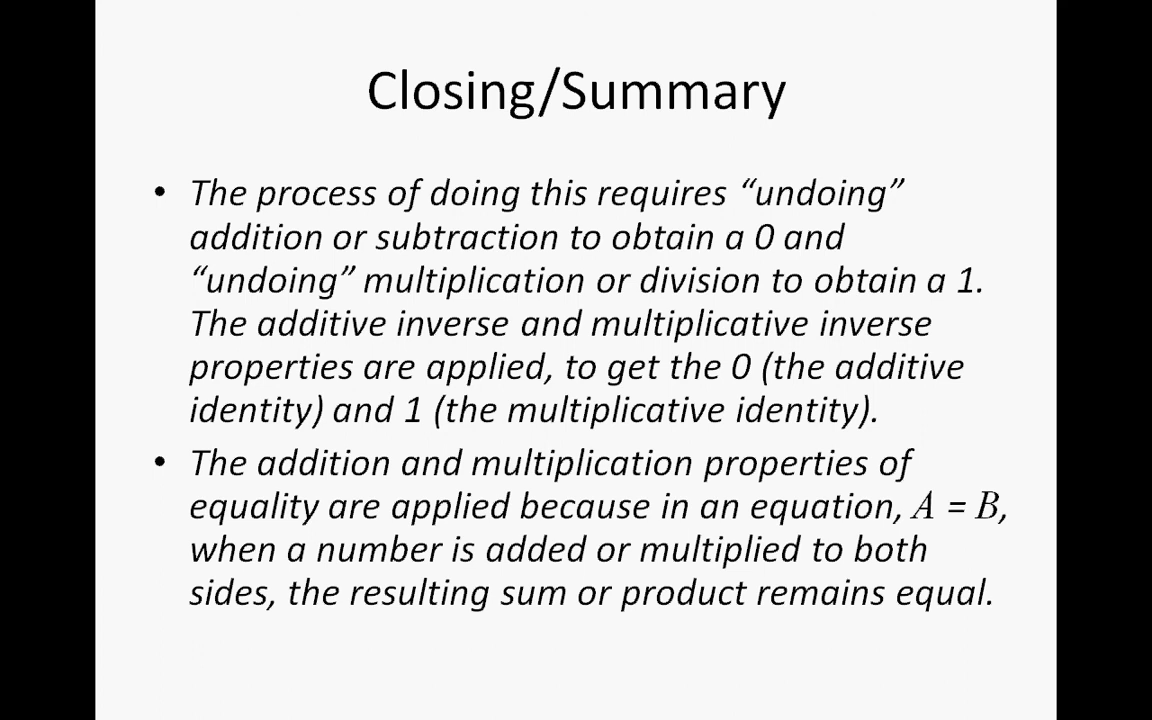 Closing/Summary
• The process of doing this requires “undoing”
addition or subtraction to obtain a 0 and
“undoing” multiplication or division to obtain a 1.
The additive inverse and multiplicative inverse
properties are applied, to get the 0 (the additive
identity) and 1 (the multiplicative identity).
• The addition and multiplication properties of
equality are applied because in an equation, A = B,
when a number is added or multiplied to both
sides, the resulting sum or product remains equal.